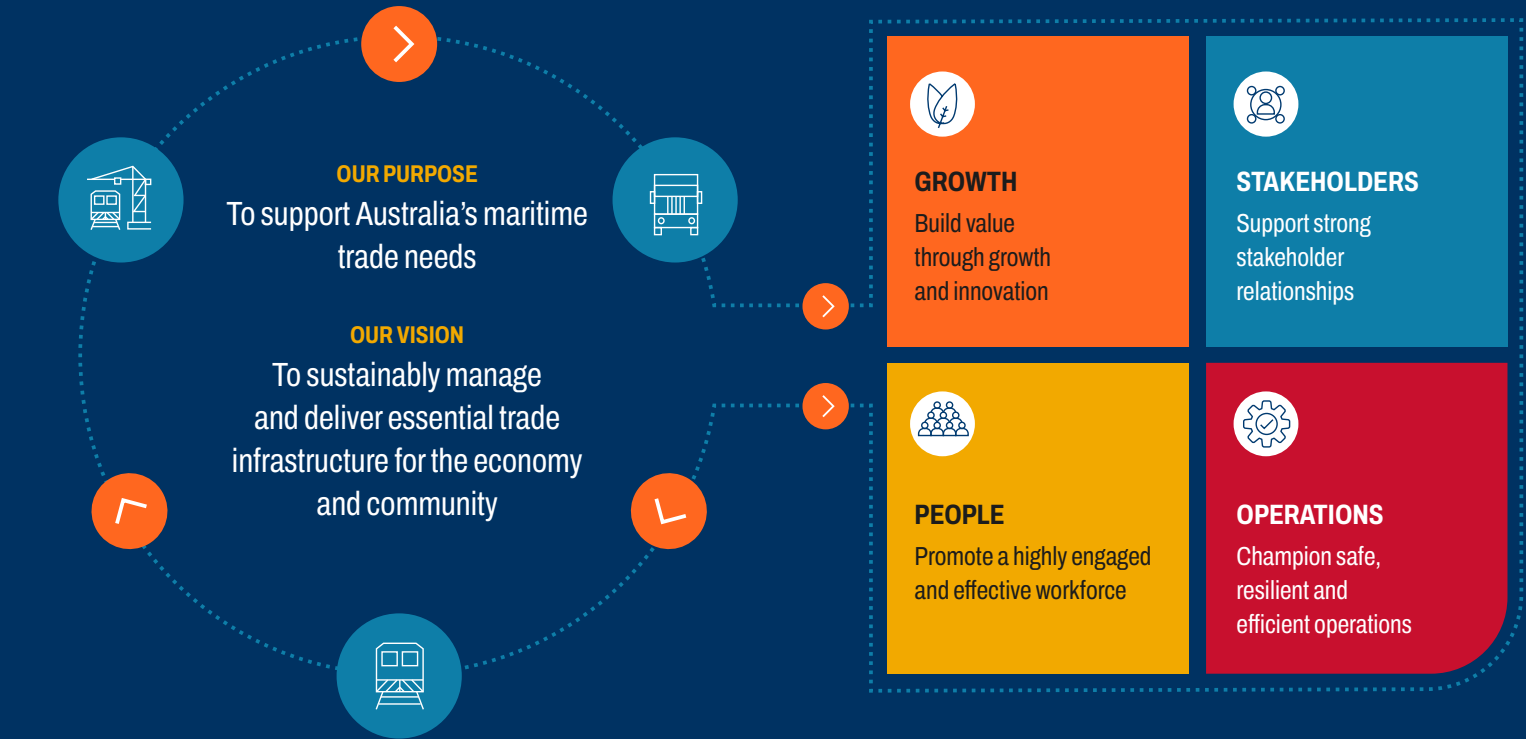 OUR PURPOSE
To support Australia’s maritime
trade needs
OUR VISION
To sustainably manage
and deliver essential trade
infrastructure for the economy
and community
GROWTH
Build value
through growth
and innovation
STAKEHOLDERS
Support strong
stakeholder
relationships
PEOPLE
Promote a highly engaged
and effective workforce
OPERATIONS
Champion safe,
resilient and
efficient operations